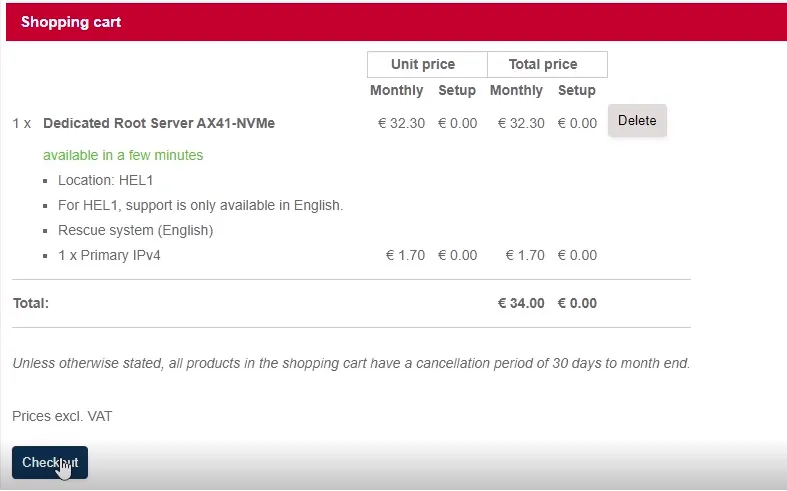 Shopping cart
Unit price Total price
Monthly Setup Monthly Setup
1 x Dedicated Root Server AX41-NVMe € 32.30 € 0.00 € 32.30 € 0.00 Delete
available in a few minutes
Location: HEL1
For HEL1, support is only available in English.
Rescue system (English)
1 x Primary IPv4 € 1.70 € 0.00 € 1.70 € 0.00
Total: € 34.00 € 0.00
Unless otherwise stated, all products in the shopping cart have a cancellation period of 30 days to month end.
Prices excl. VAT
Checkout